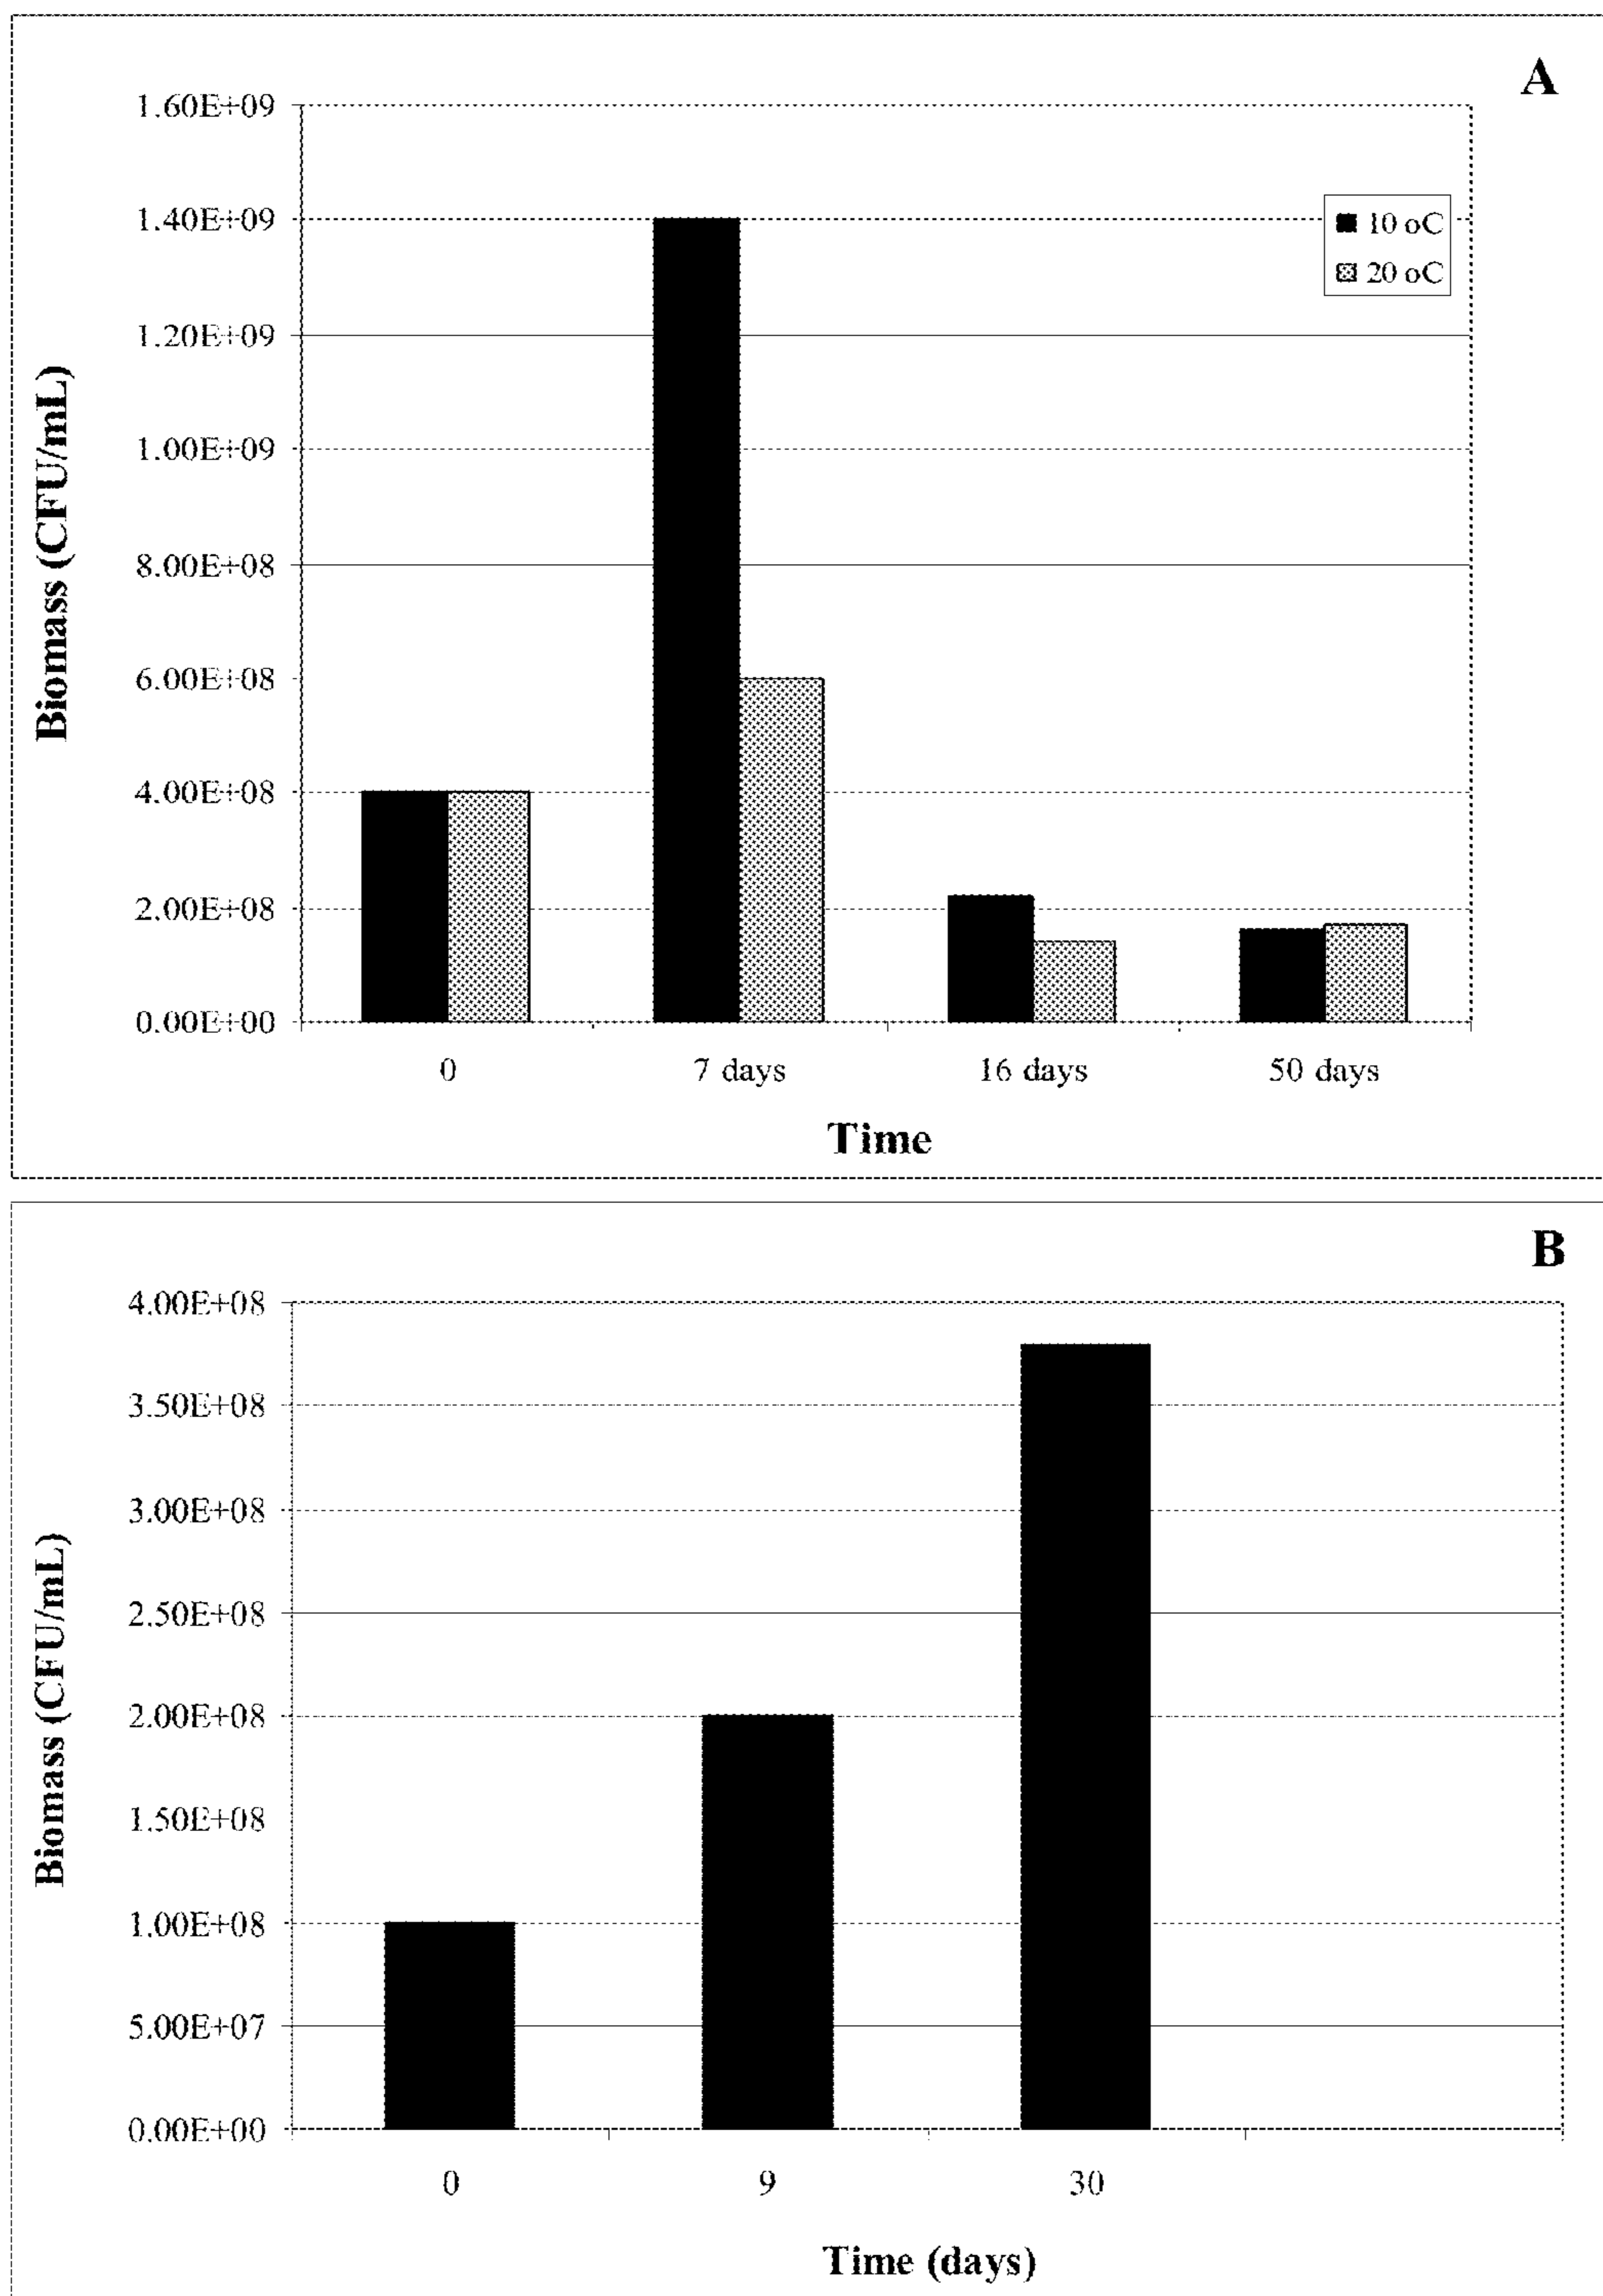 A
1.60E+09
1.40E+09
1.20E+09
1.00E+09
8.00E+08
6.00E+08
4.00E+08
2.00E+08
0.00E+00
Biomass (CFU/mL)
10 oC
20 oC
0 7 days 16 days 50 days
Time
B
4.00E+08
3.50E+08
3.00E+08
2.50E+08
2.00E+08
1.50E+08
1.00E+08
5.00E+07
0.00E+00
Biomass (CFU/mL)
0 9 30
Time (days)